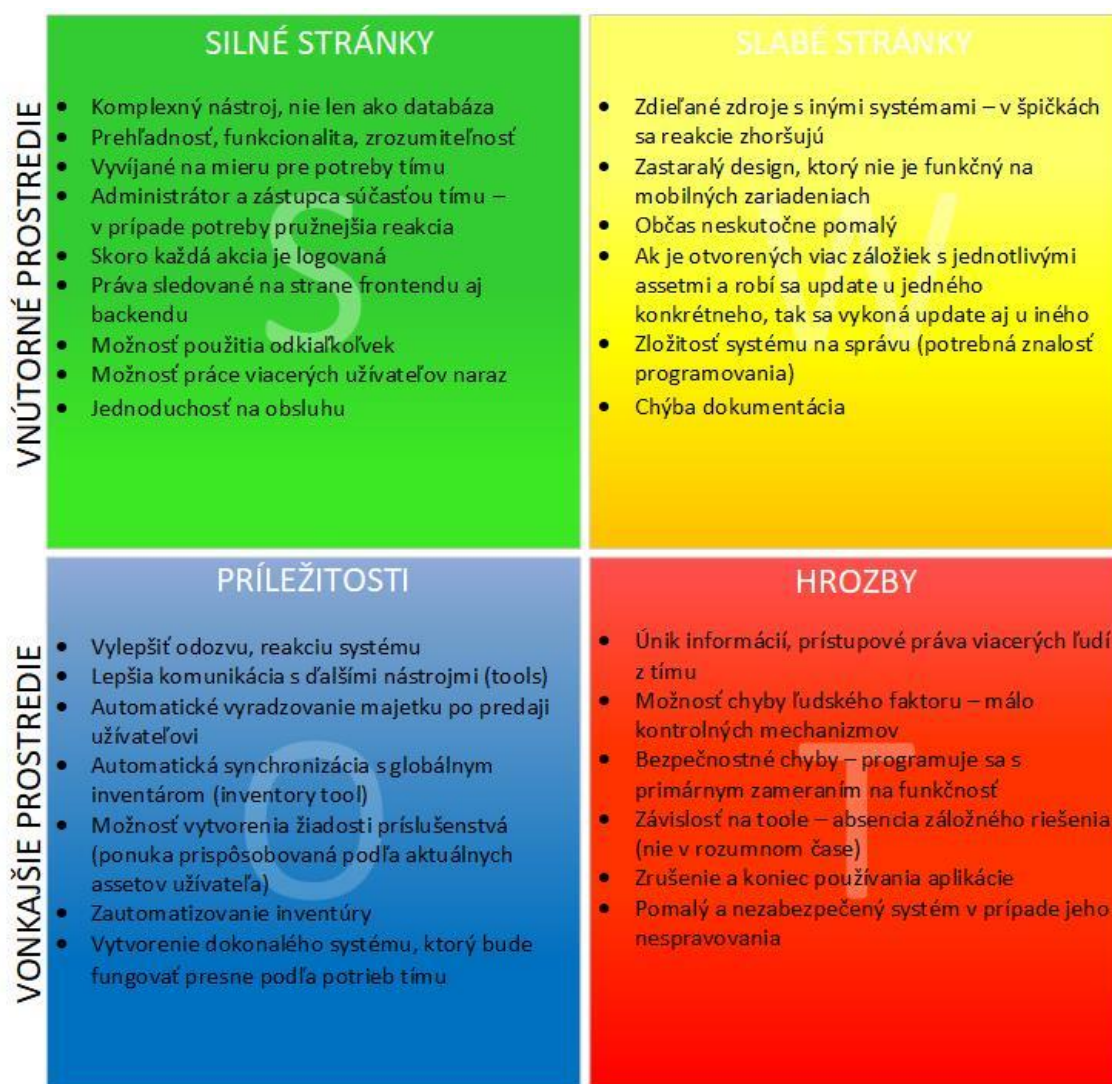 VNÚTORNÉ PROSTREDIE
SILNÉ STRÁNKY
• Komplexný nástroj, nie len ako databáza
• Prehľadnosť, funkcionalita, zrozumiteľnosť
• Vyvíjané na mieru pre potreby tímu
• Administrátor a zástupca súčasťou tímu –
v prípade potreby pružnejšia reakcia
• Skoro každá akcia je logovaná
• Práva sledované na strane frontendu aj
backendu
• Možnosť použitia odkiaľkoľvek
• Možnosť práce viacerých užívateľov naraz
• Jednoduchosť na obsluhu
S
SLABÉ STRÁNKY
• Zdieľané zdroje s inými systémami – v špičkách
sa reakcie zhoršujú
• Zastaralý design, ktorý nie je funkčný na
mobilných zariadeniach
• Občas neskutočne pomalý
• Ak je otvorených viac záložiek s jednotlivými
assetmi a robí sa update u jedného
konkrétneho, tak sa vykoná update aj u iného
• Zložitosť systému na správu (potrebná znalosť
programovania)
• Chýba dokumentácia
W
VONKAJŠIE PROSTREDIE
PRÍLEŽITOSTI
• Vylepšiť odozvu, reakciu systému
• Lepšia komunikácia s ďalšími nástrojmi (tools)
• Automatické vyradzovanie majetku po predaji
užívateľovi
• Automatická synchronizácia s globálnym
inventárom (inventory tool)
• Možnosť vytvorenia žiadosti príslušenstvá
(ponuka prispôsobovaná podľa aktuálnych
assetov užívateľa)
• Zautomatizovanie inventúry
• Vytvorenie dokonalého systému, ktorý bude
fungovať presne podľa potrieb tímu
O
HROZBY
• Únik informácií, prístupové práva viacerých ľudí
z tímu
• Možnosť chyby ľudského faktoru – málo
kontrolných mechanizmov
• Bezpečnostné chyby – programuje sa s
primárnym zameraním na funkčnosť
• Závislosť na toole – absencia záložného riešenia
(nie v rozumnom čase)
• Zrušenie a koniec používania aplikácie
• Pomalý a nezabezpečený systém v prípade jeho
nespravovania
T